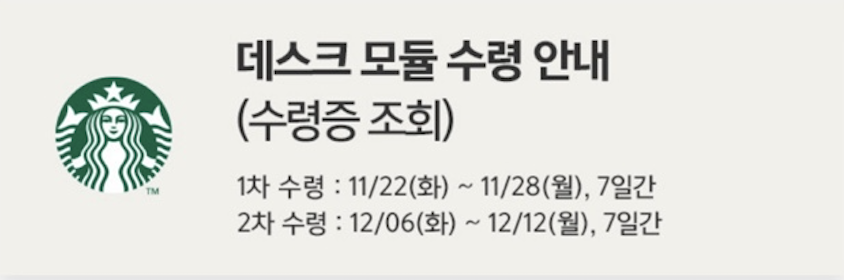 데스크 모듈 수령 안내
(수령증 조회)
1차 수령 : 11/22(화) ~ 11/28(월), 7일간
2차 수령 : 12/06(화) ~ 12/12(월), 7일간
TM